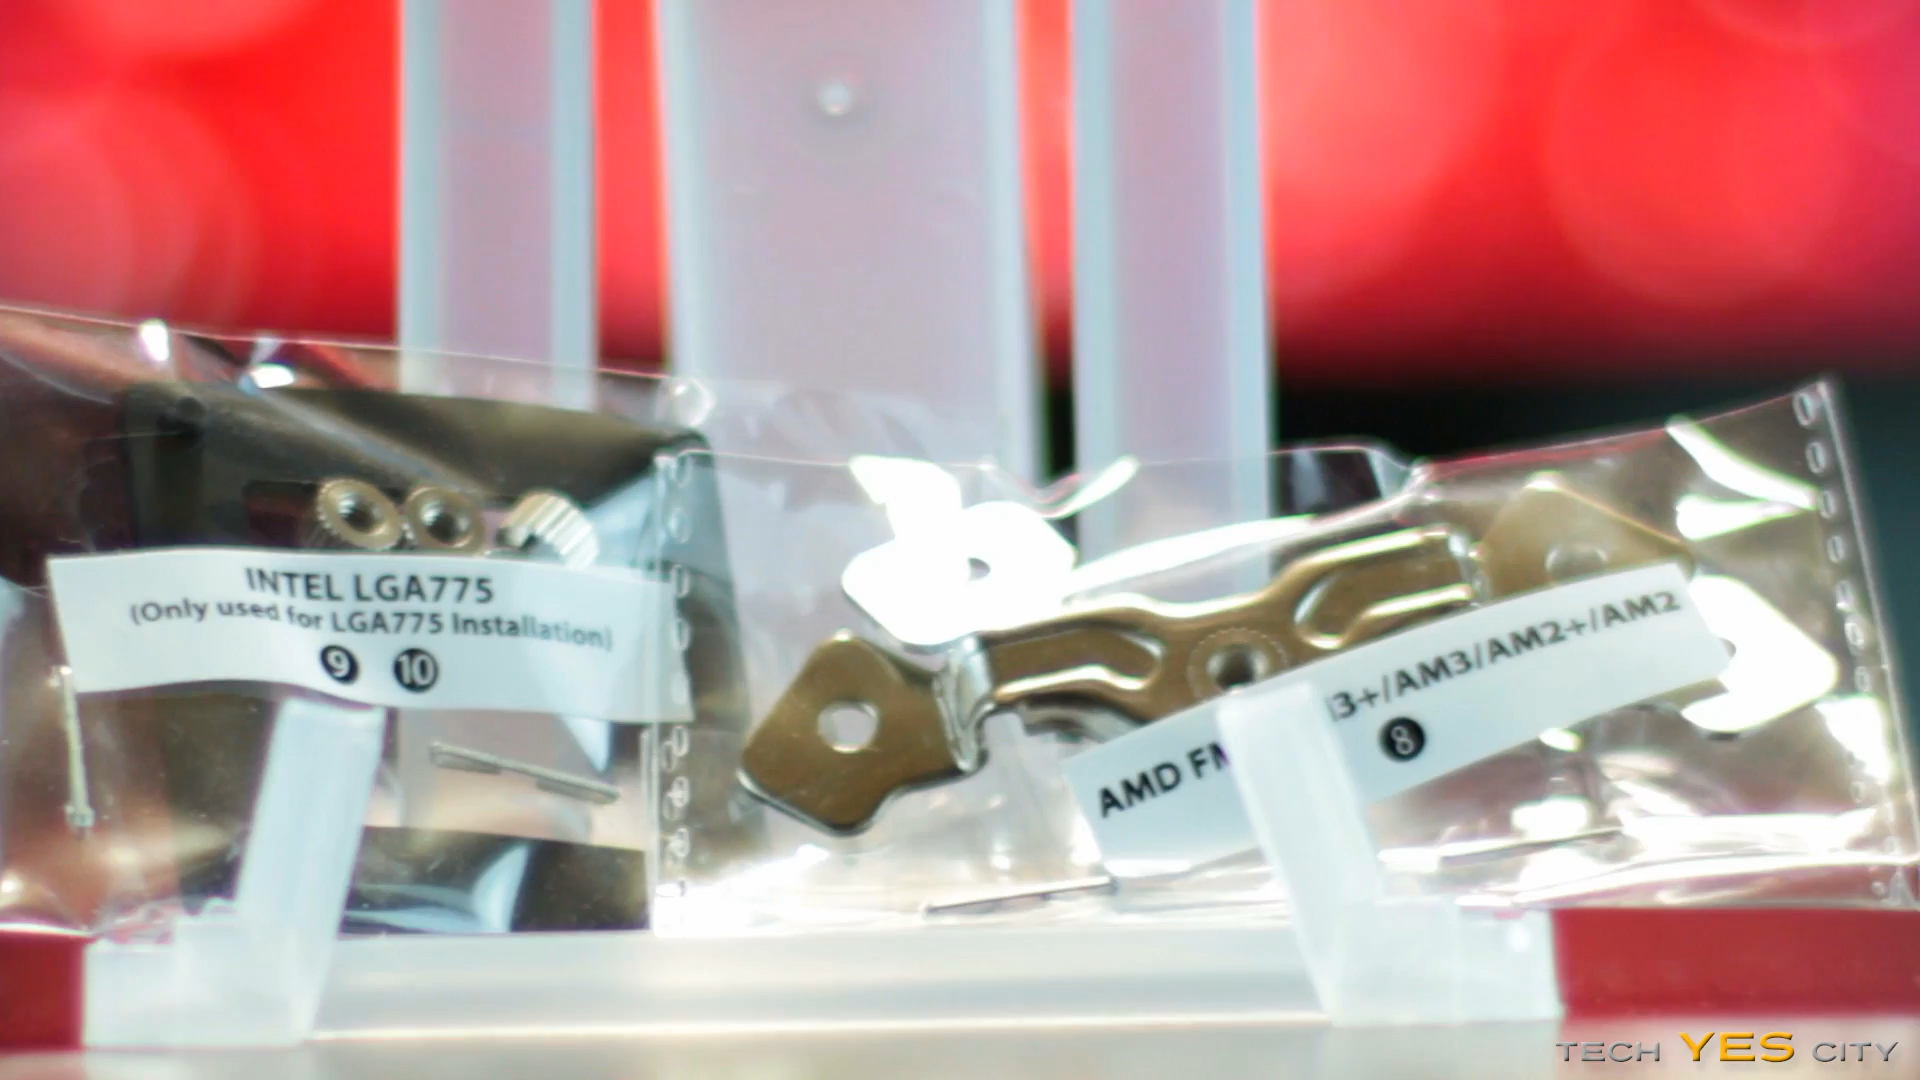 INTEL LGA775
(Only used for LGA775 Installation)
9 10
AMD FM 3+/AM3/AM2+/AM2
8
TECH YES CITY